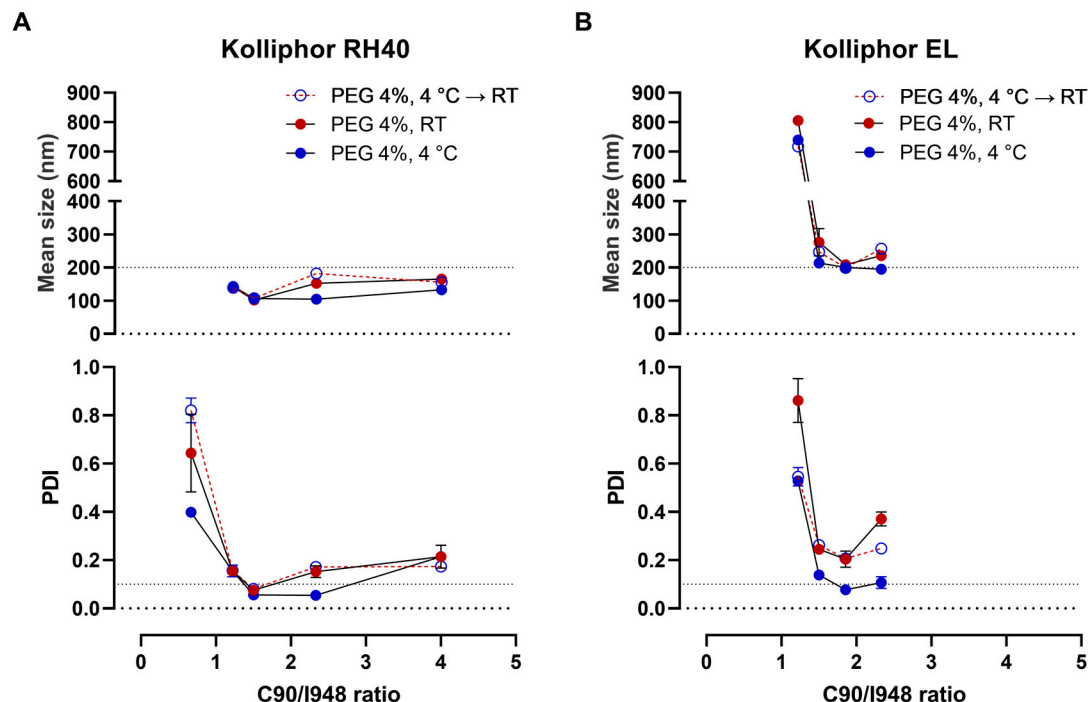 A
Kolliphor RH40
PEG 4%, 4 °C → RT
PEG 4%, RT
PEG 4%, 4 °C
Mean size (nm)
900
800
700
600
400
300
200
100
0
PDI
1.0
0.8
0.6
0.4
0.2
0.0
0 1 2 3 4 5
C90/I948 ratio
B
Kolliphor EL
PEG 4%, 4 °C → RT
PEG 4%, RT
PEG 4%, 4 °C
Mean size (nm)
900
800
700
600
400
300
200
100
0
PDI
1.0
0.8
0.6
0.4
0.2
0.0
0 1 2 3 4 5
C90/I948 ratio